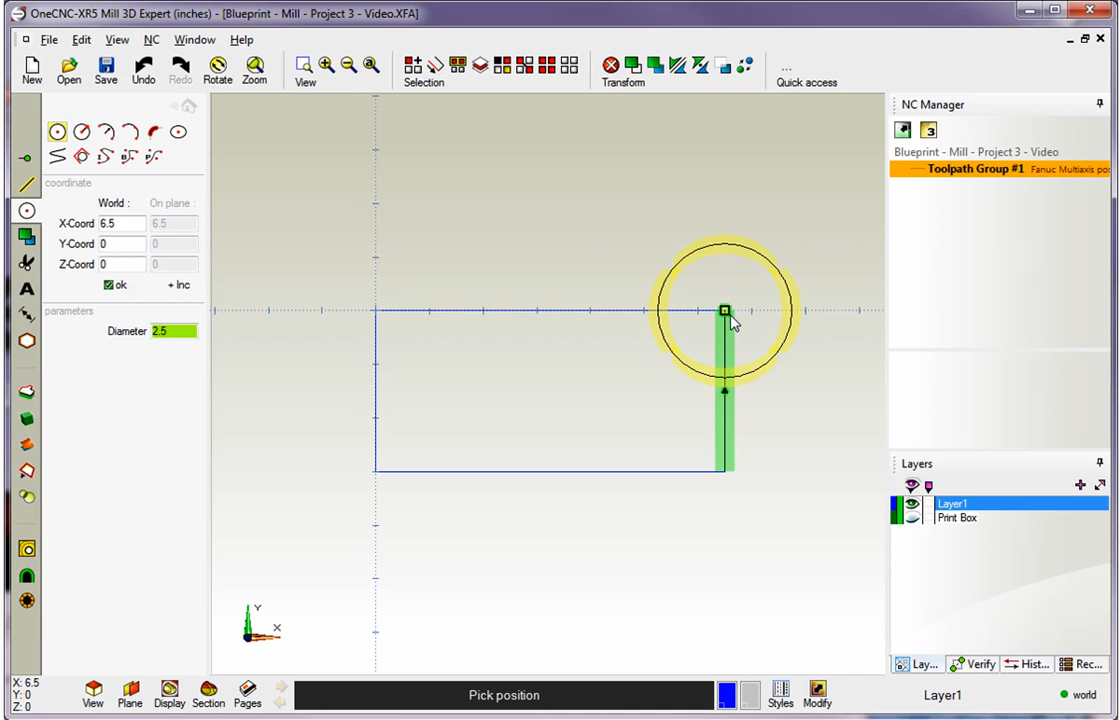 OneCNC-XR5 Mill 3D Expert (inches) - [Blueprint - Mill - Project 3 - Video.XFA]
File Edit View NC Window Help
New Open Save Undo Redo Rotate Zoom View Selection Transform ... Quick access
coordinate
World : On plane :
X-Coord 6.5 6.5
Y-Coord 0 0
Z-Coord 0 0
ok + Inc
parameters
Diameter 2.5
Y
X
NC Manager
3
Blueprint - Mill - Project 3 - Video
Toolpath Group #1 Fanuc Multiaxis pos
Layers
Layer1
Print Box
Lay... Verify Hist... Rec...
X: 6.5
Y: 0
Z: 0
View Plane Display Section Pages Pick position Styles Modify Layer1 world